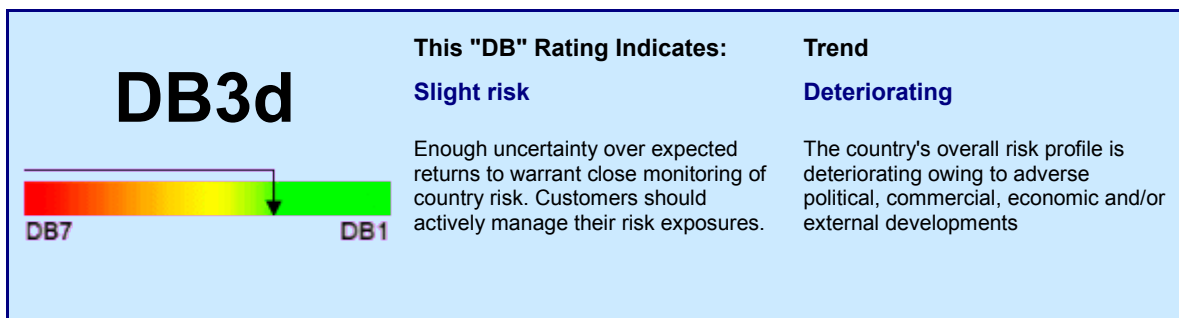 DB3d
DB7
DB1
This "DB" Rating Indicates:
Slight risk
Enough uncertainty over expected
returns to warrant close monitoring of
country risk. Customers should
actively manage their risk exposures.
Trend
Deteriorating
The country's overall risk profile is
deteriorating owing to adverse
political, commercial, economic and/or
external developments